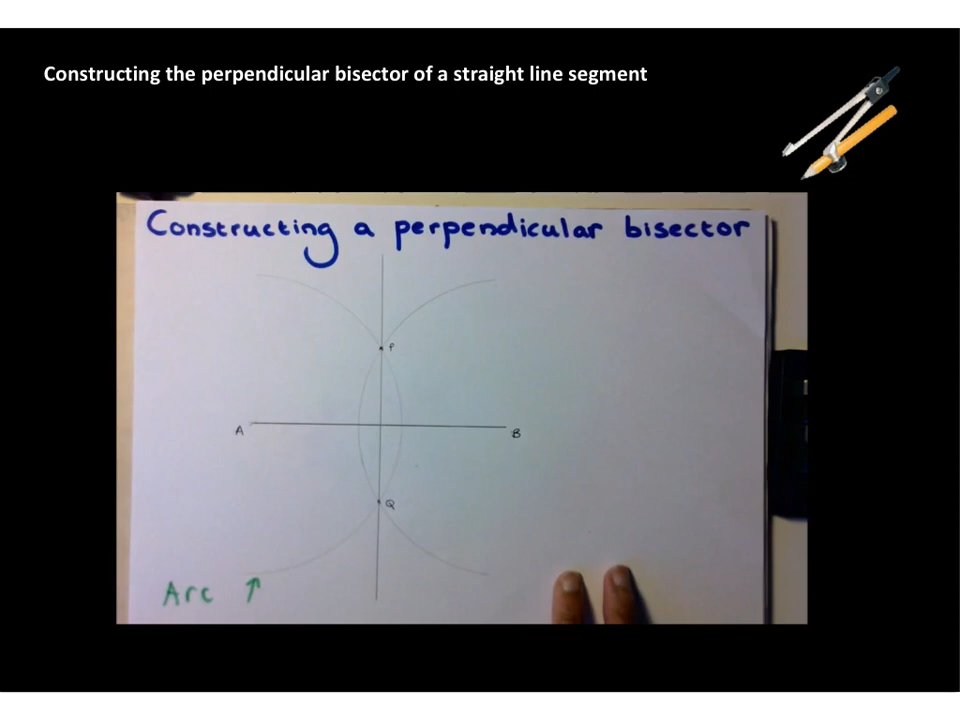 Constructing the perpendicular bisector of a straight line segment
Constructing a perpendicular bisector
P
A
B
Q
Arc ↑